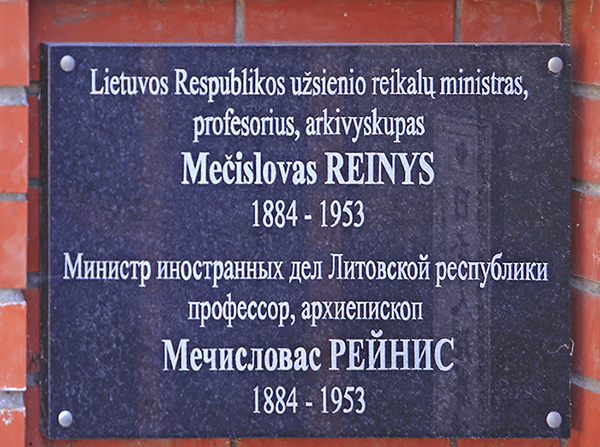 Lietuvos Respublikos užsienio reikalų ministras,
profesorius, arkivyskupas
Mečislovas REINYS
1884 - 1953
Министр иностранных дел Литовской республики
профессор, архиепископ
Мечисловас РЕЙНИС
1884 - 1953